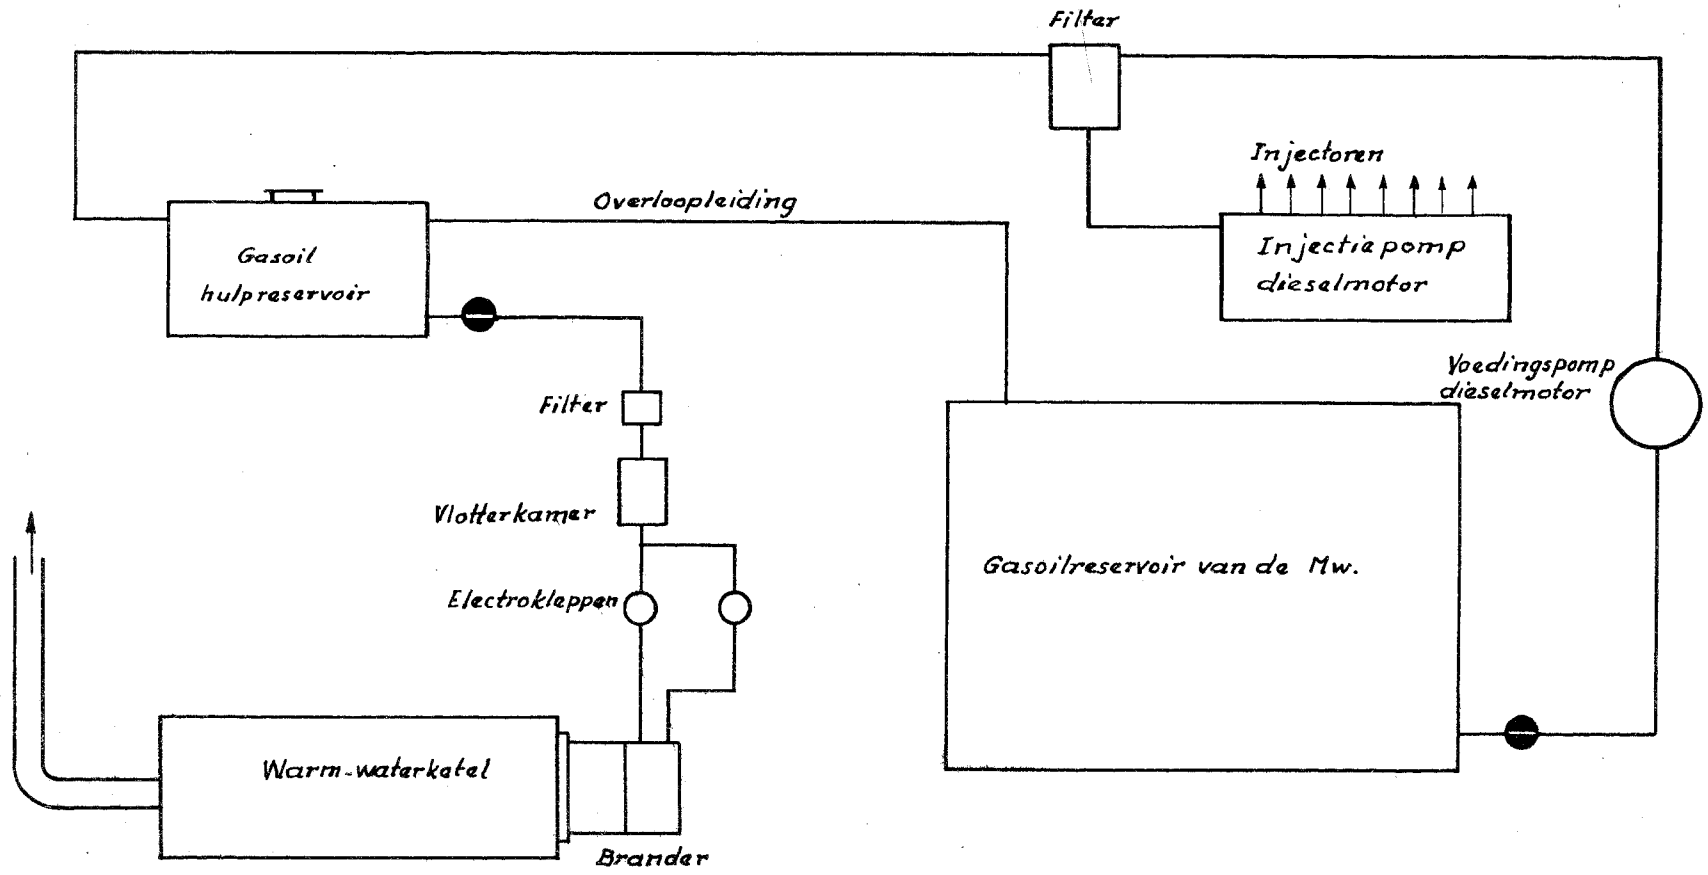 Filter
Injectoren
Overloopleiding
Gasoil
hulpreservoir
Injectiepomp
dieselmotor
Voedingspomp
dieselmotor
Filter
Vlotterkamer
Electrokleppen
Gasoilreservoir van de Mw.
Warm-waterketel
Brander